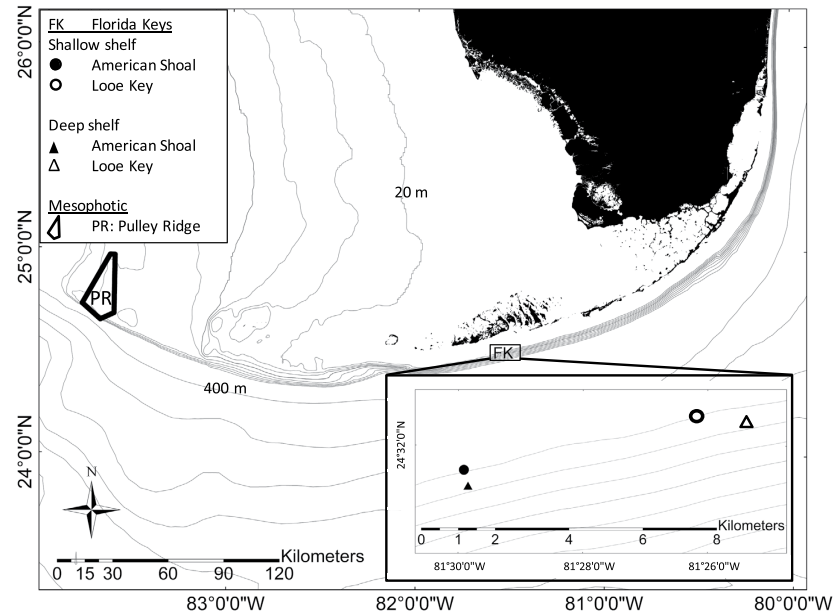 FK Florida Keys
Shallow shelf
American Shoal
Looe Key
Deep shelf
American Shoal
Looe Key
Mesophotic
PR: Pulley Ridge
26°0'0"N
25°0'0"N
24°0'0"N
20 m
PR
FK
400 m
N
Kilometers
0 15 30 60 90 120
24°32'0"N
Kilometers
0 1 2 4 6 8
81°30'0"W 81°28'0"W 81°26'0"W
83°0'0"W 82°0'0"W 81°0'0"W 80°0'0"W